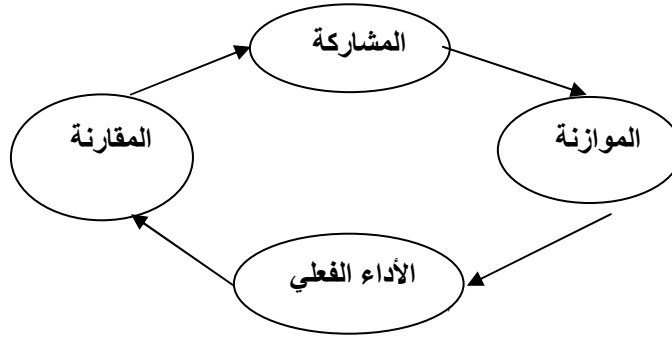 المشاركة
الموازنة
المقارنة
الأداء الفعلي